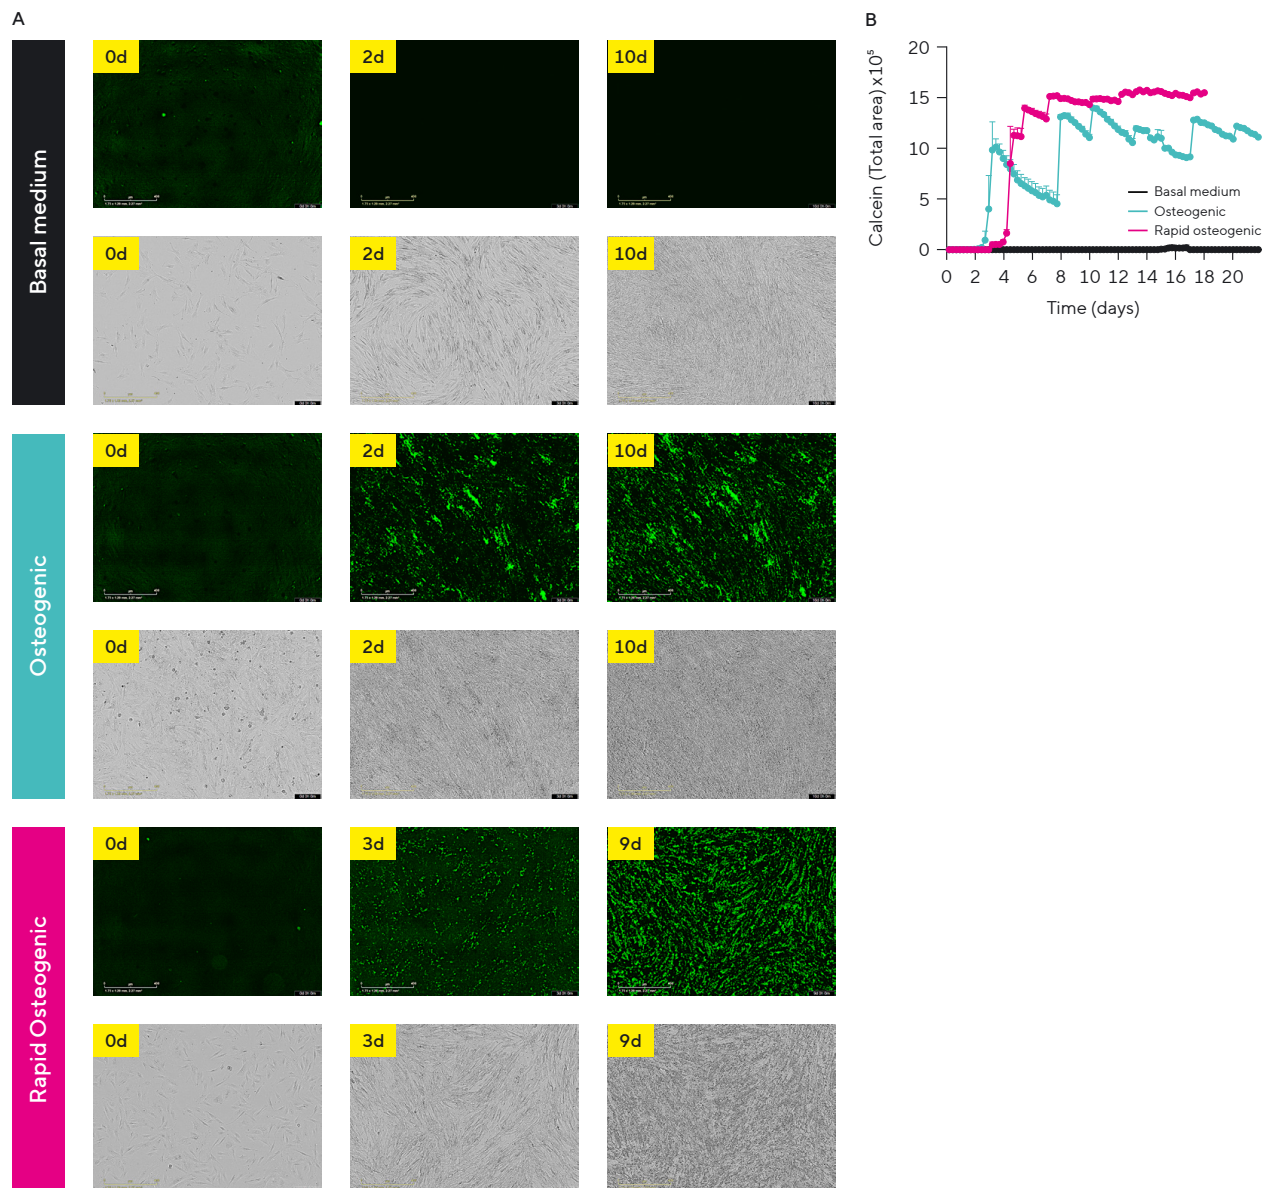 A
Basal medium
0d
2d
10d
0d
2d
10d
Osteogenic
0d
2d
10d
0d
2d
10d
Rapid Osteogenic
0d
3d
9d
0d
3d
9d
B
Calcein (Total area) x10⁵
20
15
10
5
0
Basal medium
Osteogenic
Rapid osteogenic
0 2 4 6 8 10 12 14 16 18 20
Time (days)